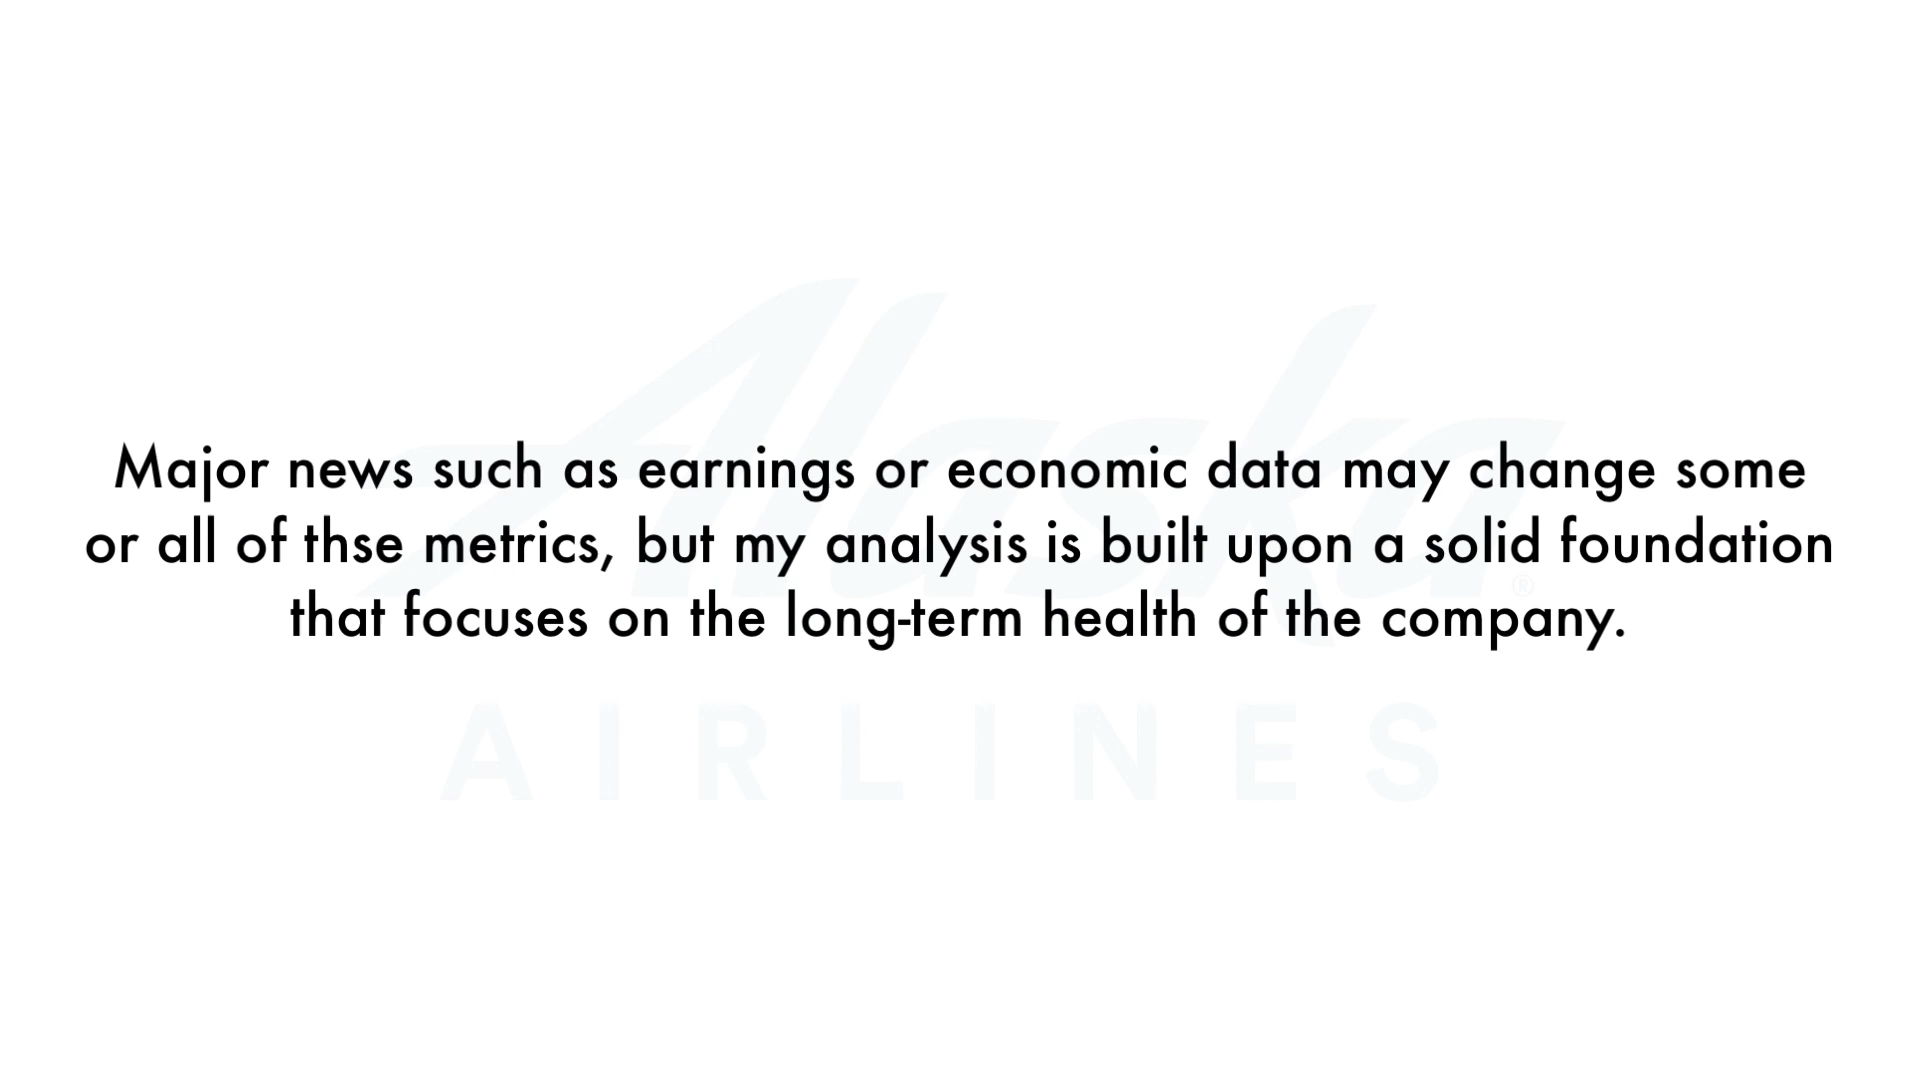 Alaska
Major news such as earnings or economic data may change some
or all of thse metrics, but my analysis is built upon a solid foundation
®
that focuses on the long-term health of the company.
AIRLINES